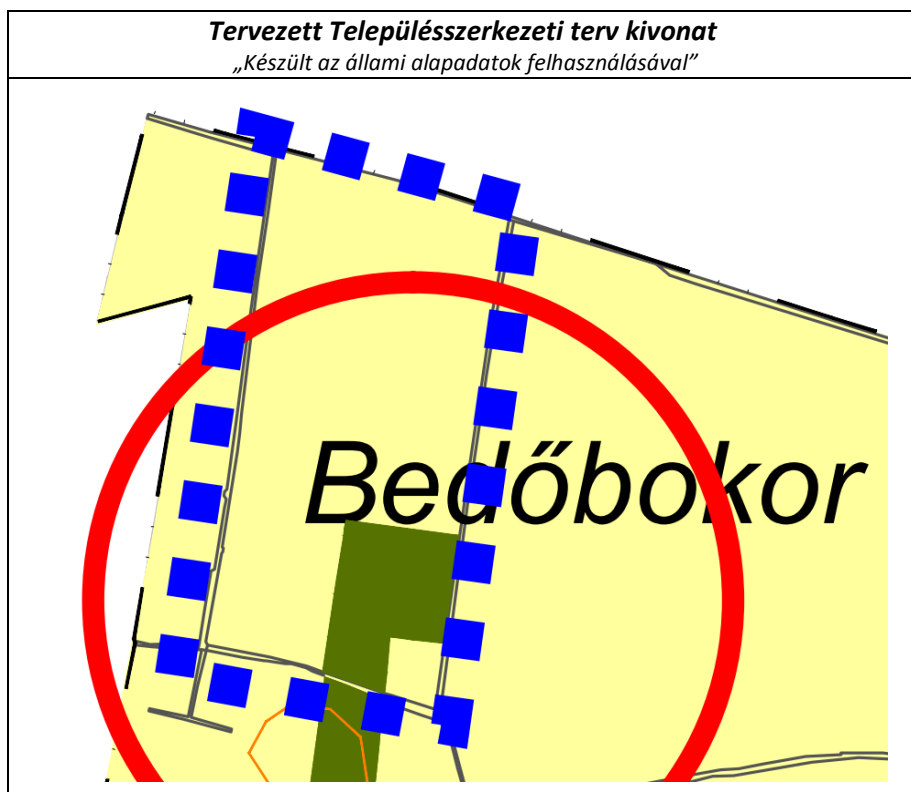 Tervezett Településszerkezeti terv kivonat
„Készült az állami alapadatok felhasználásával”
Bedőbokor